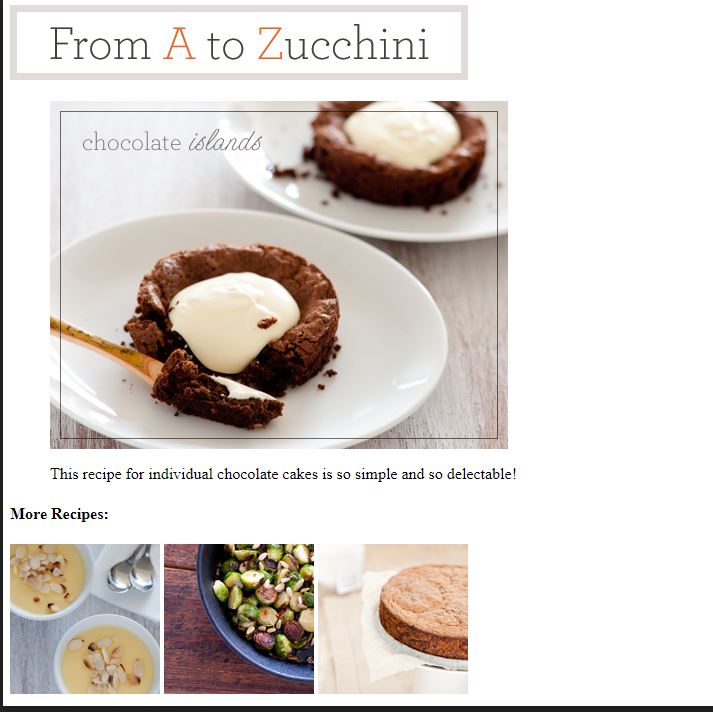 From A to Zucchini
chocolate islands
This recipe for individual chocolate cakes is so simple and so delectable!
More Recipes: